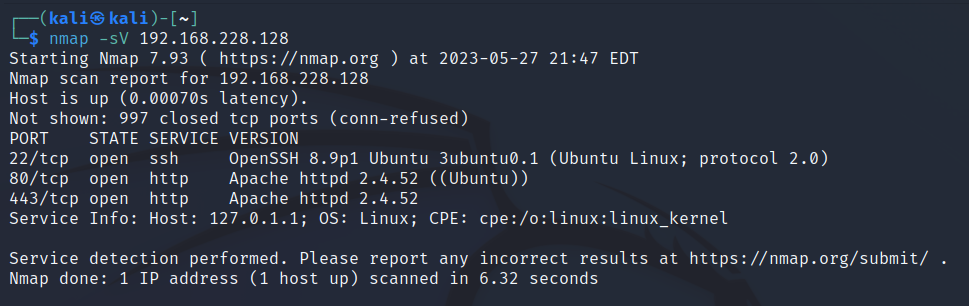 ┌──(kali㉿kali)-[~]
└─$ nmap -sV 192.168.228.128
Starting Nmap 7.93 ( https://nmap.org ) at 2023-05-27 21:47 EDT
Nmap scan report for 192.168.228.128
Host is up (0.00070s latency).
Not shown: 997 closed tcp ports (conn-refused)
PORT    STATE SERVICE VERSION
22/tcp  open  ssh     OpenSSH 8.9p1 Ubuntu 3ubuntu0.1 (Ubuntu Linux; protocol 2.0)
80/tcp  open  http    Apache httpd 2.4.52 ((Ubuntu))
443/tcp open  http    Apache httpd 2.4.52
Service Info: Host: 127.0.1.1; OS: Linux; CPE: cpe:/o:linux:linux_kernel

Service detection performed. Please report any incorrect results at https://nmap.org/submit/ .
Nmap done: 1 IP address (1 host up) scanned in 6.32 seconds